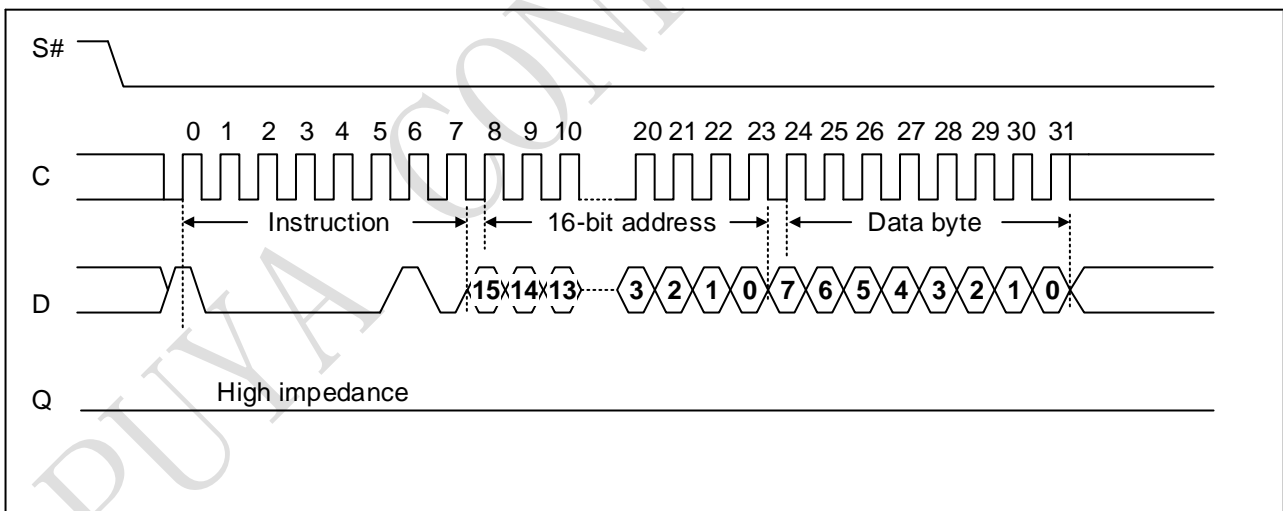 S#
0 1 2 3 4 5 6 7 8 9 10 20 21 22 23 24 25 26 27 28 29 30 31
C
Instruction 16-bit address Data byte
D 15 14 13 3 2 1 0 7 6 5 4 3 2 1 0
High impedance
Q
PUYA CON